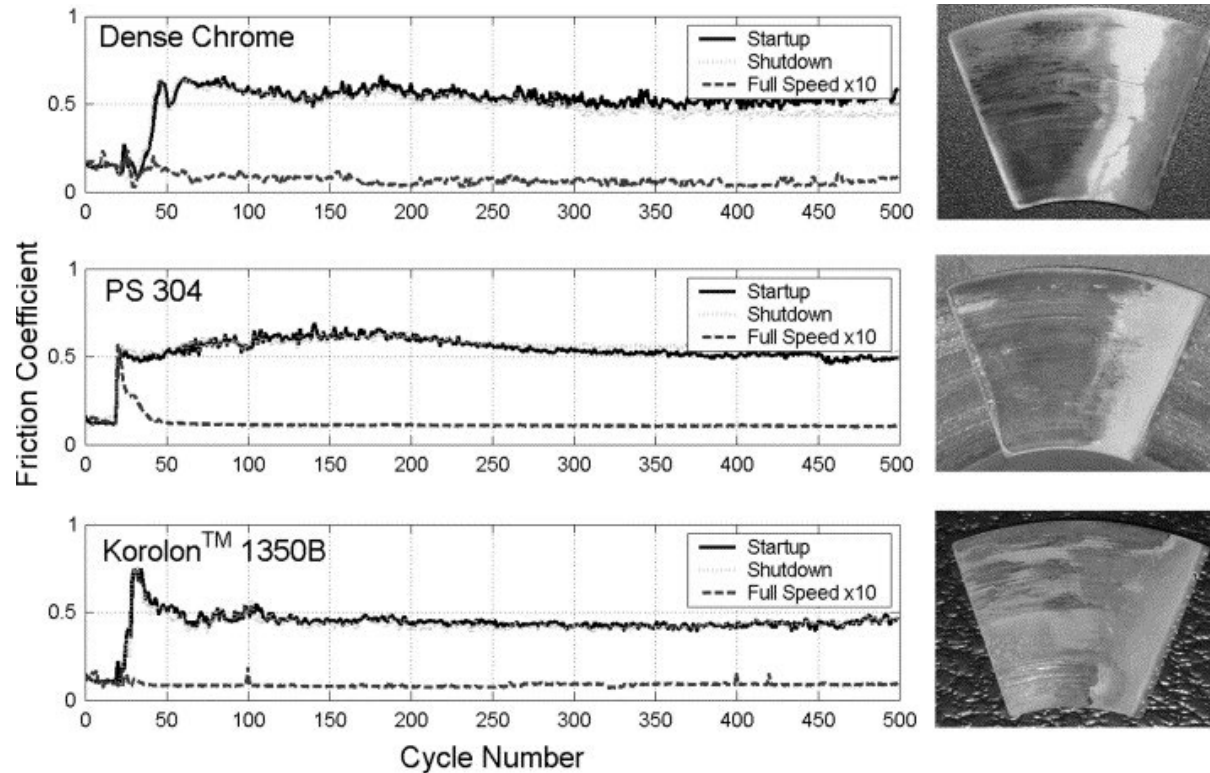 Dense Chrome
Startup
Shutdown
Full Speed x10
1
0.5
0
0 50 100 150 200 250 300 350 400 450 500
PS 304
Startup
Shutdown
Full Speed x10
1
0.5
0
0 50 100 150 200 250 300 350 400 450 500
Friction Coefficient
Korolon™ 1350B
Startup
Shutdown
Full Speed x10
1
0.5
0
0 50 100 150 200 250 300 350 400 450 500
Cycle Number